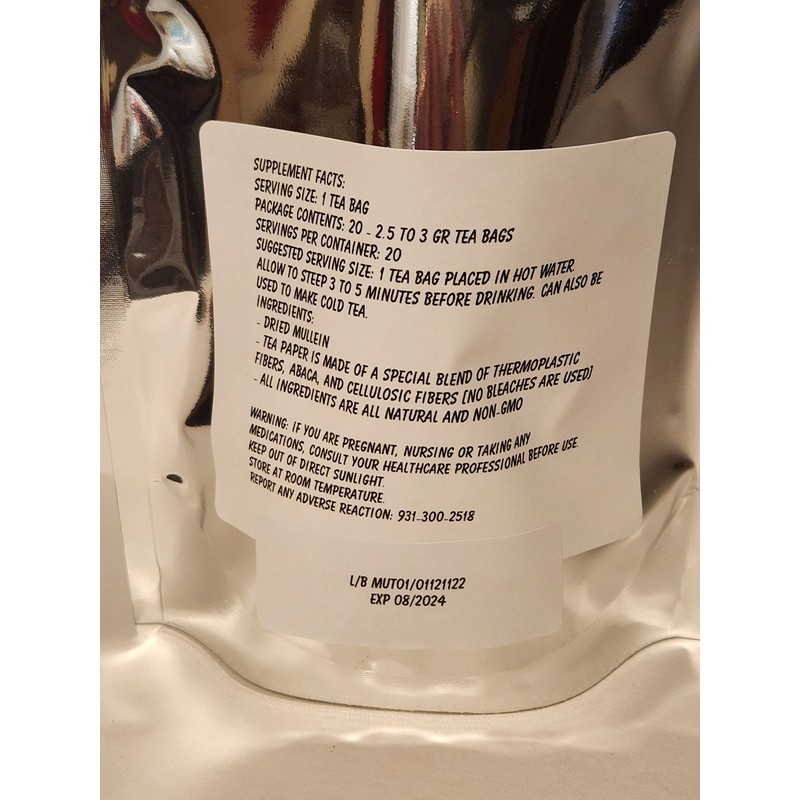 SUPPLEMENT FACTS:
SERVING SIZE: 1 TEA BAG
PACKAGE CONTENTS: 20 - 2.5 TO 3 GR TEA BAGS
SERVINGS PER CONTAINER: 20
SUGGESTED SERVING SIZE: 1 TEA BAG PLACED IN HOT WATER.
ALLOW TO STEEP 3 TO 5 MINUTES BEFORE DRINKING. CAN ALSO BE
USED TO MAKE COLD TEA.
INGREDIENTS:
- DRIED MULLEIN
- TEA PAPER IS MADE OF A SPECIAL BLEND OF THERMOPLASTIC
FIBERS, ABACA, AND CELLULOSIC FIBERS [NO BLEACHES ARE USED]
- ALL INGREDIENTS ARE ALL NATURAL AND NON-GMO
WARNING: IF YOU ARE PREGNANT, NURSING OR TAKING ANY
MEDICATIONS, CONSULT YOUR HEALTHCARE PROFESSIONAL BEFORE USE.
KEEP OUT OF DIRECT SUNLIGHT.
STORE AT ROOM TEMPERATURE.
REPORT ANY ADVERSE REACTION: 931-300-2518
L/B MUT01/01121122
EXP 08/2024